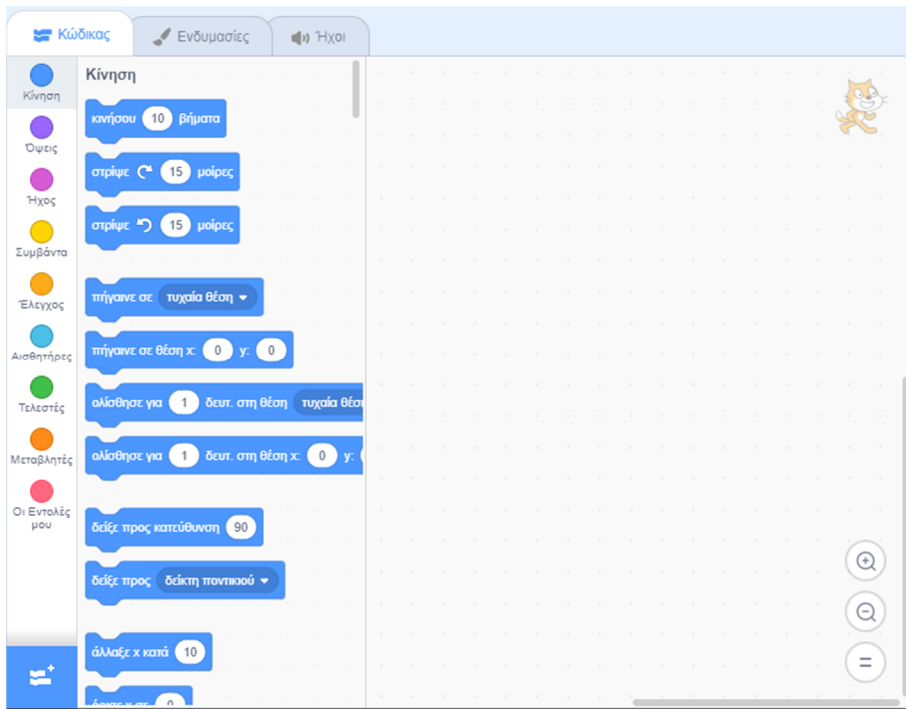 Κώδικας
Ενδυμασίες
Ήχοι
Κίνηση
Όψεις
Ήχος
Συμβάντα
Έλεγχος
Αισθητήρες
Τελεστές
Μεταβλητές
Οι Εντολές
μου
Κίνηση
κινήσου 10 βήματα
στρίψε 15 μοίρες
στρίψε 15 μοίρες
πήγαινε σε τυχαία θέση
πήγαινε σε θέση x: 0 y: 0
ολίσθησε για 1 δευτ. στη θέση τυχαία
ολίσθησε για 1 δευτ. στη θέση x: 0 y:
δείξε προς κατεύθυνση 90
δείξε προς δείκτη ποντικιού
άλλαξε x κατά 10